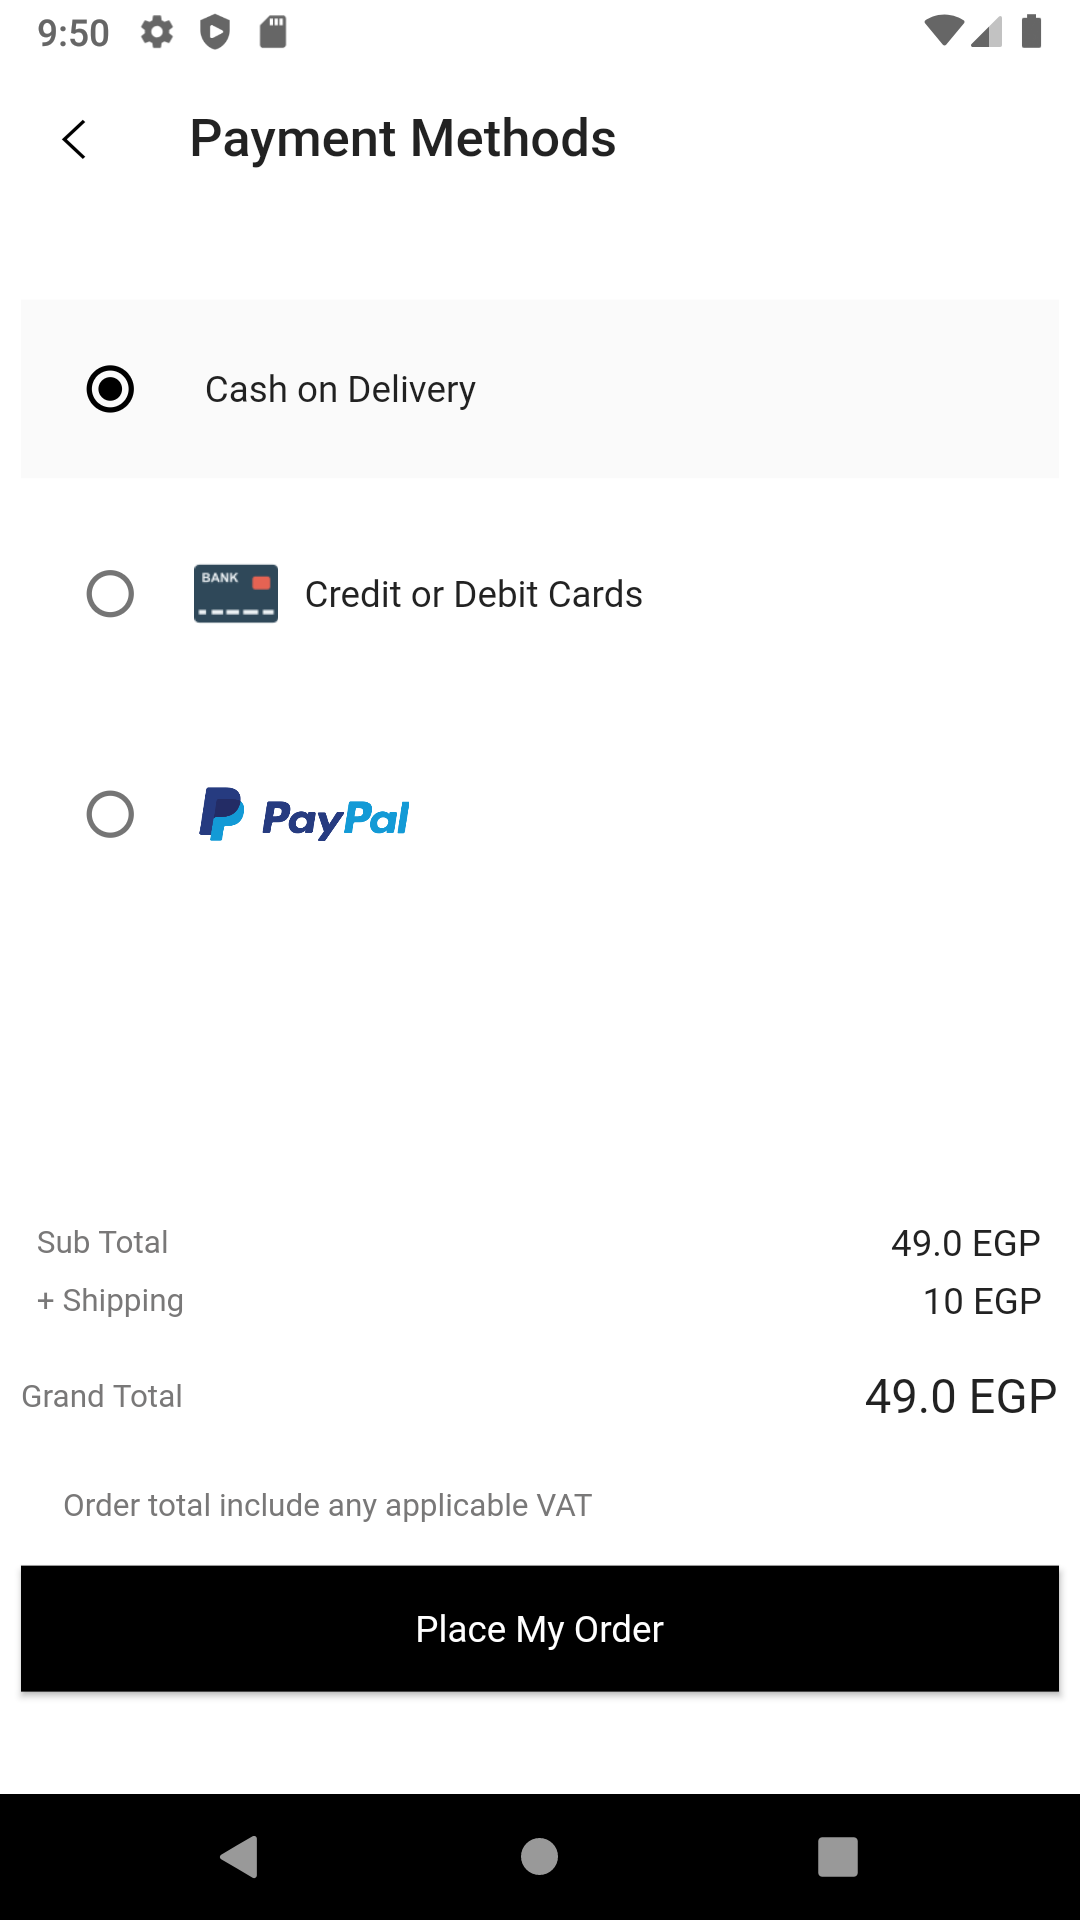 9:50
Payment Methods
Cash on Delivery
BANK
Credit or Debit Cards
PayPal
Sub Total 49.0 EGP
+ Shipping 10 EGP
Grand Total 49.0 EGP
Order total include any applicable VAT
Place My Order